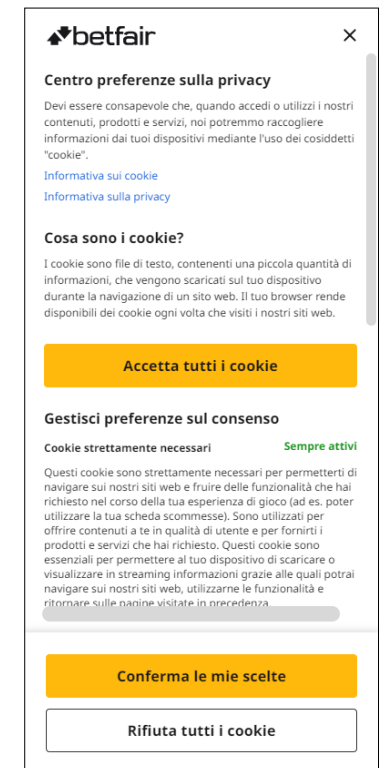 betfair
Centro preferenze sulla privacy
Devi essere consapevole che, quando accedi o utilizzi i nostri
contenuti, prodotti e servizi, noi potremmo raccogliere
informazioni dai tuoi dispositivi mediante l'uso dei cosiddetti
"cookie".
Informativa sui cookie
Informativa sulla privacy
Cosa sono i cookie?
I cookie sono file di testo, contenenti una piccola quantità di
informazioni, che vengono scaricati sul tuo dispositivo
durante la navigazione di un sito web. Il tuo browser rende
disponibili dei cookie ogni volta che visiti i nostri siti web.
Accetta tutti i cookie
Gestisci preferenze sul consenso
Cookie strettamente necessari Sempre attivi
Questi cookie sono strettamente necessari per permetterti di
navigare sui nostri siti web e fruire delle funzionalità che hai
richiesto nel corso della tua esperienza di gioco (ad es. poter
utilizzare la tua scheda scommesse). Sono utilizzati per
offrire contenuti a te in qualità di utente e per fornirti i
prodotti e servizi che hai richiesto. Questi cookie sono
essenziali per permettere al tuo dispositivo di scaricare o
visualizzare in streaming informazioni grazie alle quali potrai
navigare sui nostri siti web, utilizzarne le funzionalità e
ritornare sulle pagine visitate in precedenza
Conferma le mie scelte
Rifiuta tutti i cookie